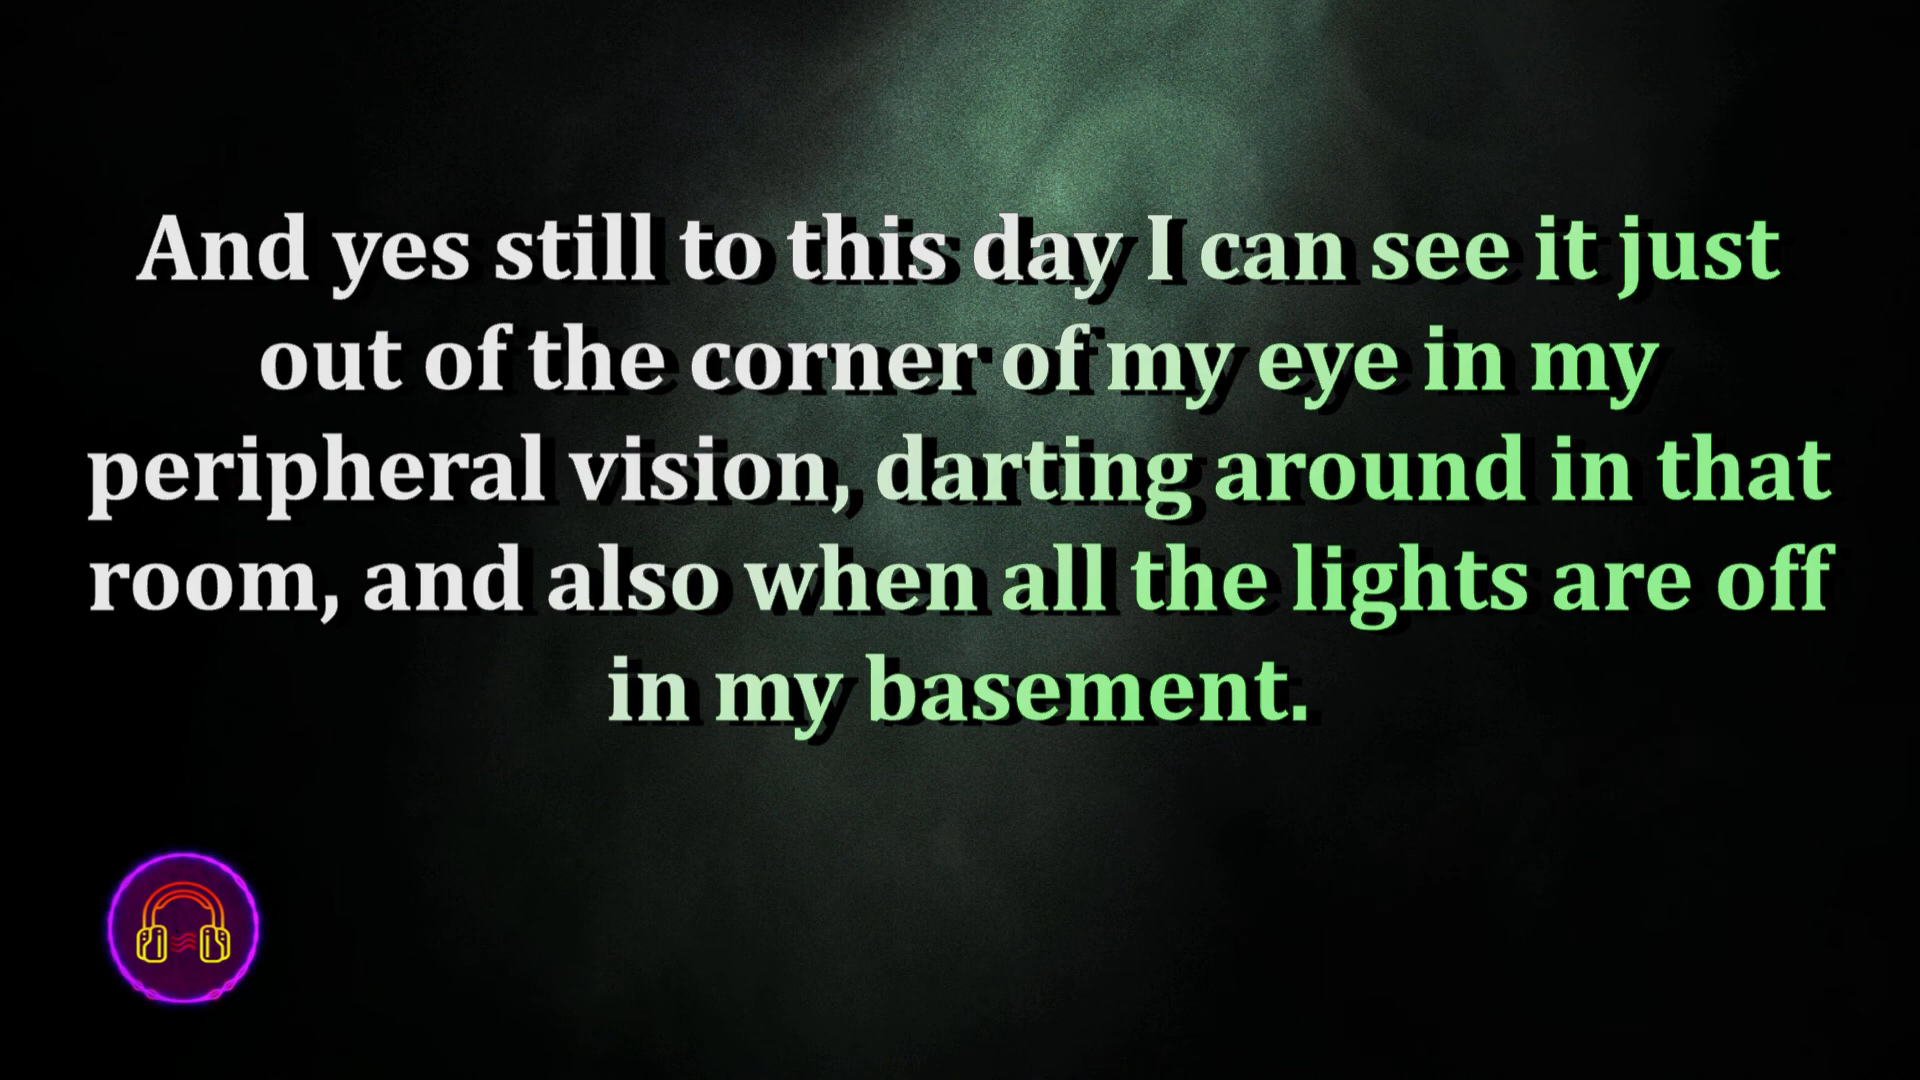 And yes still to this day I can see it just
out of the corner of my eye in my
peripheral vision, darting around in that
room, and also when all the lights are off
in my basement.